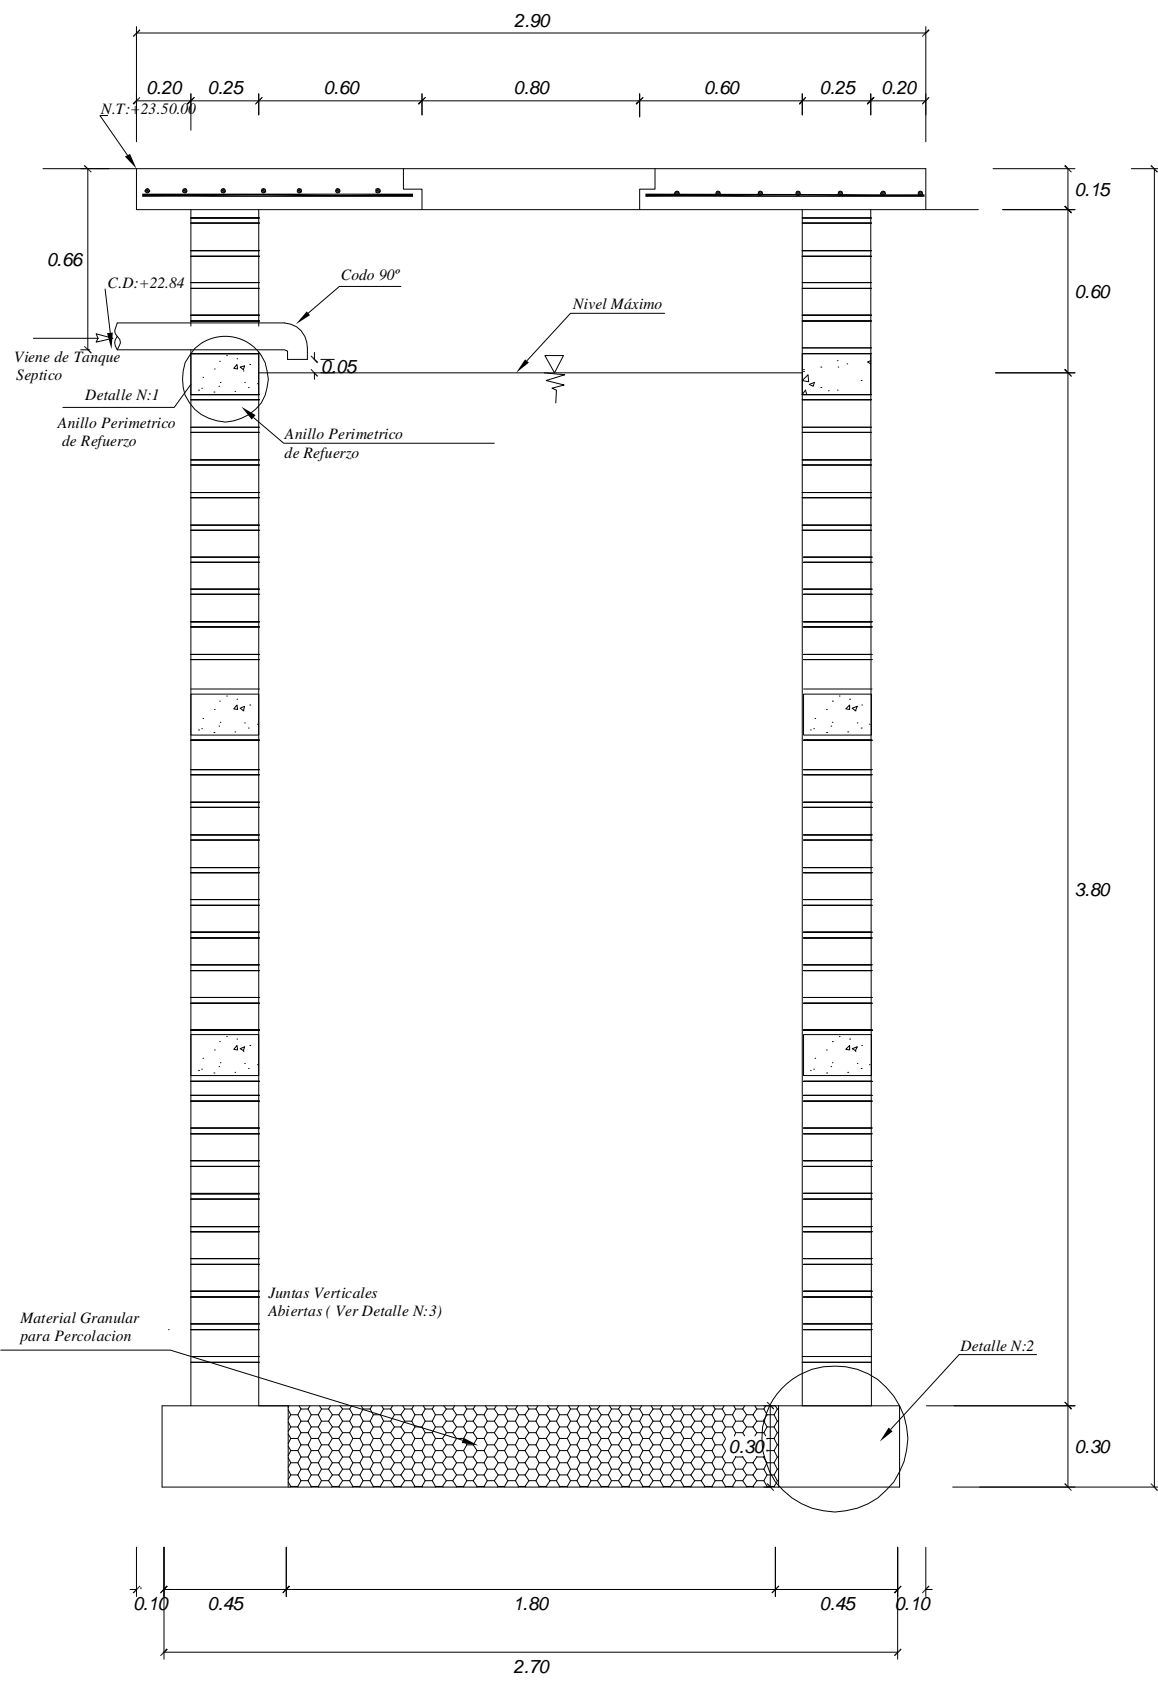 2.90
0.20 0.25 0.60 0.80 0.60 0.25 0.20
N.T:+23.50.00
0.15
0.66
C.D:+22.84
Codo 90º
0.60
Nivel Máximo
Viene de Tanque
Septico
0.05
Detalle N:1
Anillo Perimetrico
de Refuerzo
Anillo Perimetrico
de Refuerzo
3.80
Juntas Verticales
Abiertas ( Ver Detalle N:3)
Material Granular
para Percolacion
Detalle N:2
0.30
0.30
0.10 0.45 1.80 0.45 0.10
2.70